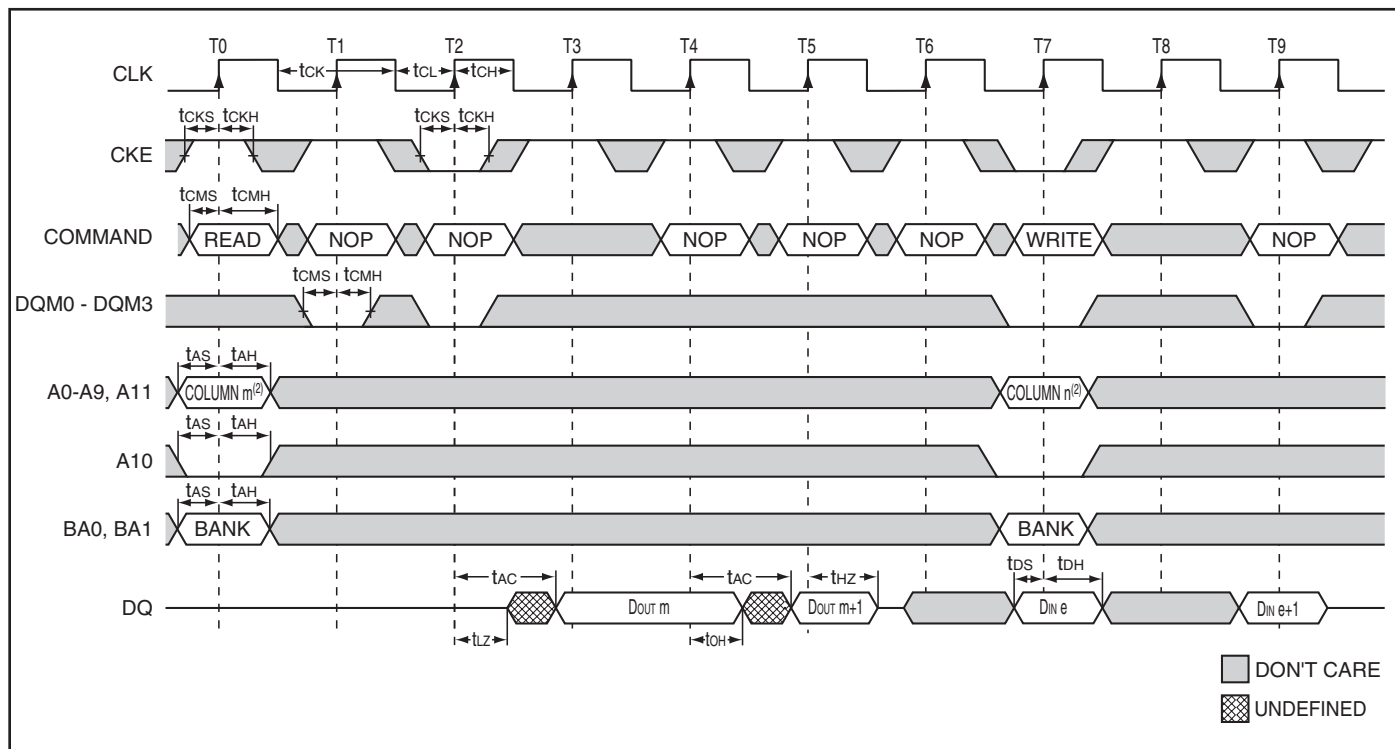 T0 T1 T2 T3 T4 T5 T6 T7 T8 T9
CLK tCK tCL tCH
tCKS tCKH tCKS tCKH
CKE
tCMS tCMH
COMMAND READ NOP NOP NOP NOP NOP WRITE NOP
tCMS tCMH
DQM0 - DQM3
tAS tAH
A0-A9, A11 COLUMN m(2) COLUMN n(2)
tAS tAH
A10
tAS tAH
BA0, BA1 BANK BANK
tAC tAC tHZ tDS tDH
DQ DOUT m DOUT m+1 DIN e DIN e+1
tLZ tOH
DON'T CARE
UNDEFINED